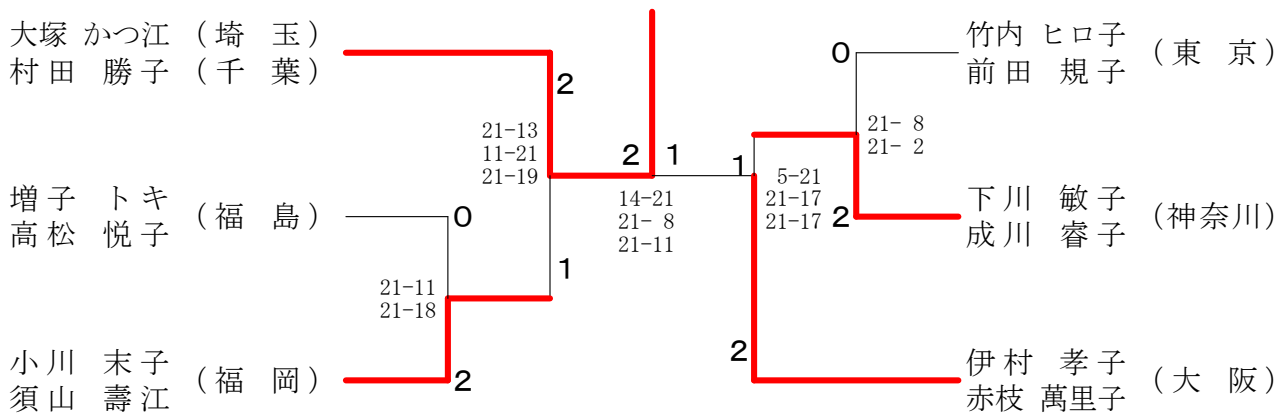 大塚 かつ江 (埼 玉)
村田 勝子 (千 葉)
2
21-13
11-21
21-19
増子 トキ
高松 悦子
(福 島)
0
21-11
21-18
1
小川 末子
須山 壽江
(福 岡)
2
2
1
14-21
21- 8
21-11
竹内 ヒロ子
前田 規子
(東 京)
0
21- 8
21- 2
1
5-21
21-17
21-17
2
下川 敏子
成川 睿子
(神奈川)
2
伊村 孝子
赤枝 萬里子
(大 阪)